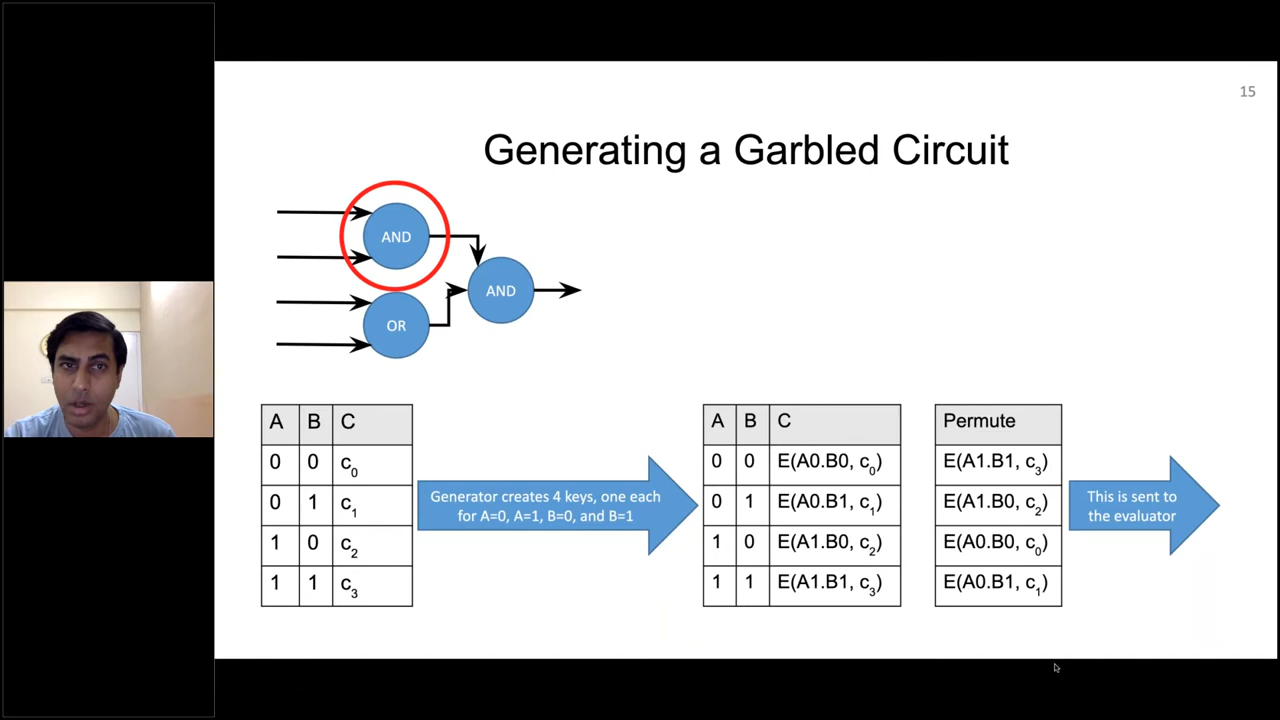 15
Generating a Garbled Circuit
AND
AND
OR
A B C
0 0 c₀
0 1 c₁
1 0 c₂
1 1 c₃
Generator creates 4 keys, one each
for A=0, A=1, B=0, and B=1
A B C
0 0 E(A0.B0, c₀)
0 1 E(A0.B1, c₁)
1 0 E(A1.B0, c₂)
1 1 E(A1.B1, c₃)
Permute
E(A1.B1, c₃)
E(A1.B0, c₂)
E(A0.B0, c₀)
E(A0.B1, c₁)
This is sent to
the evaluator